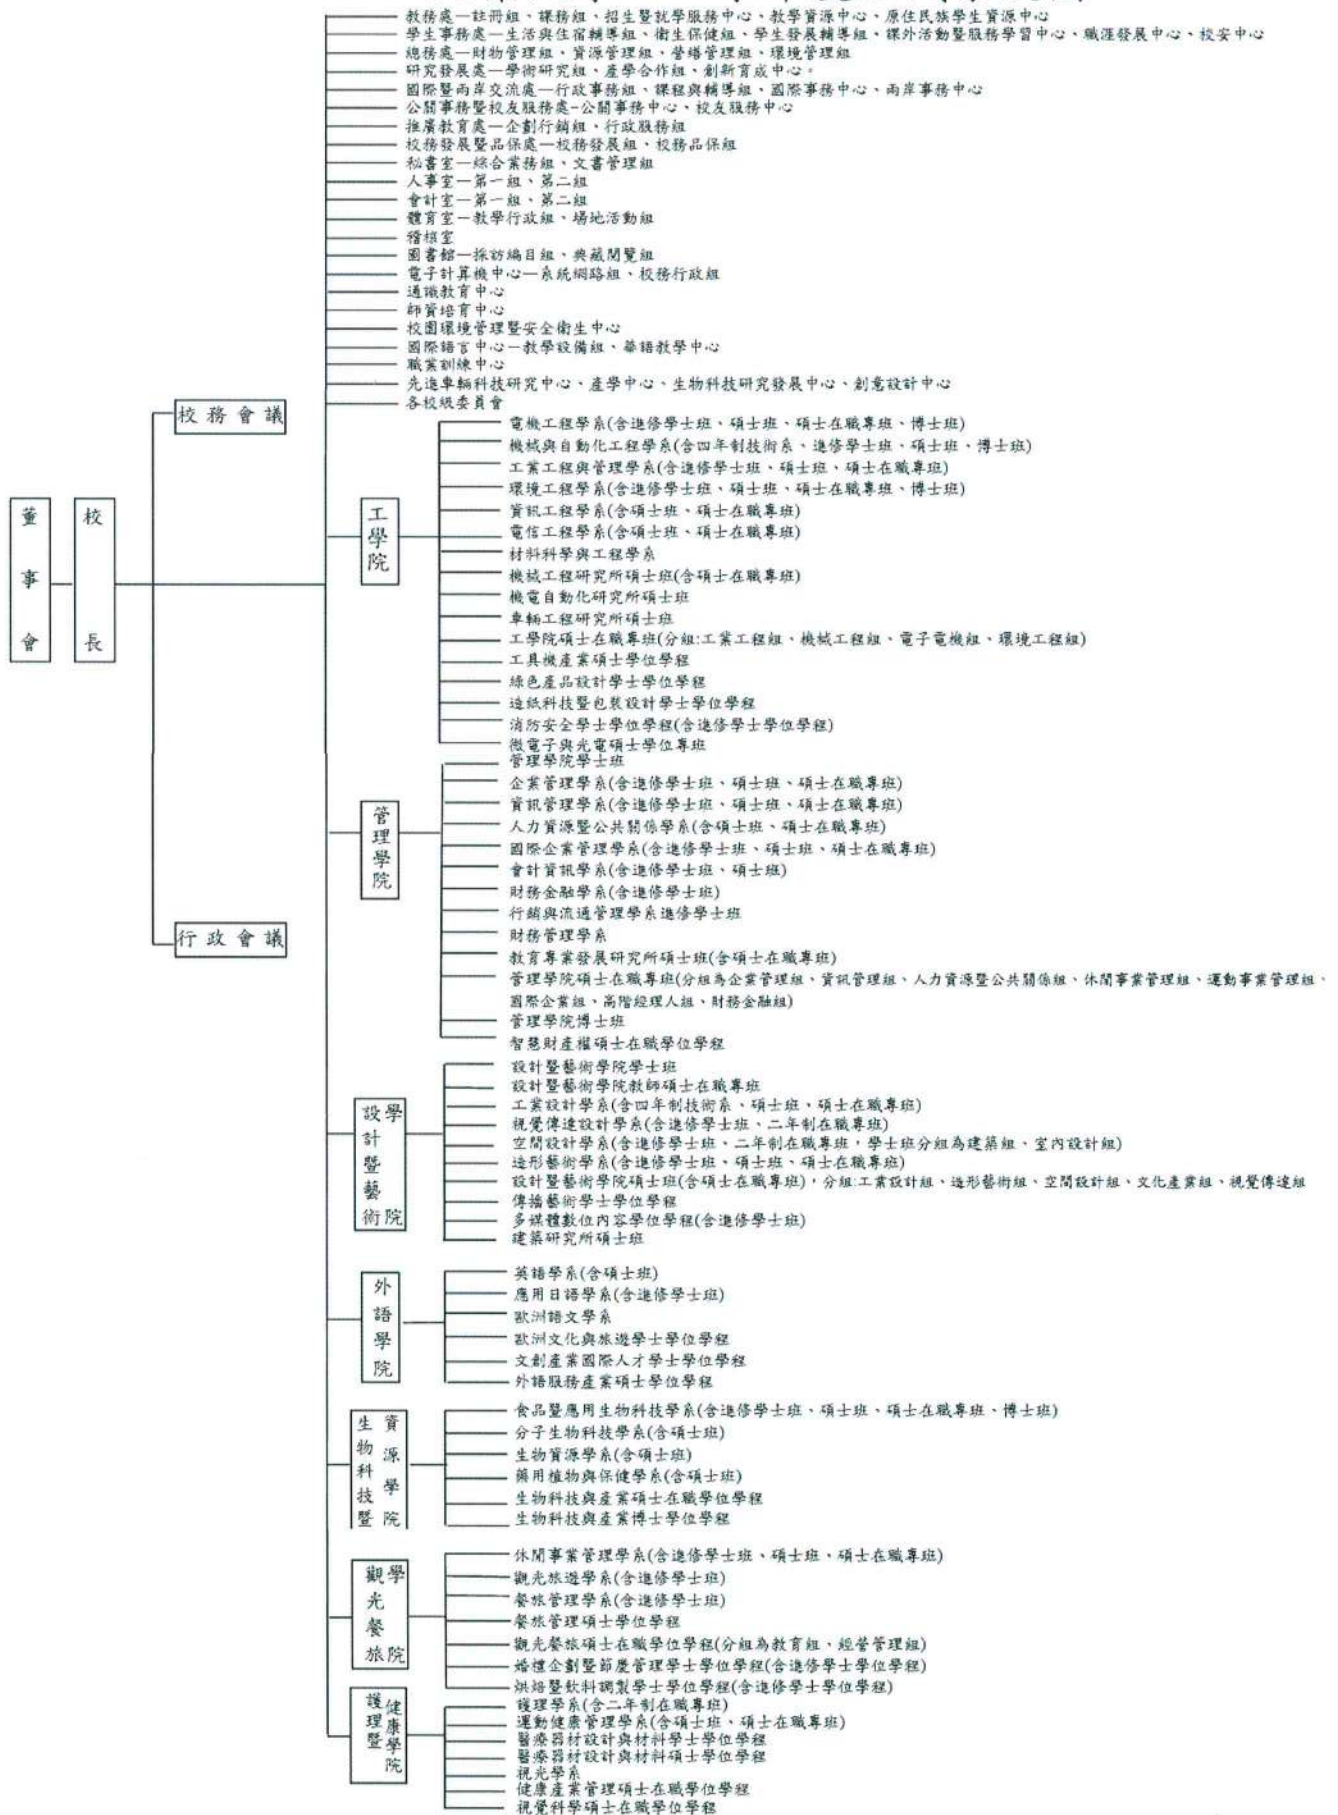 教務處－註冊組、課務組、招生暨就學服務中心、教學資源中心、原住民族學生資源中心
學生事務處－生活與住宿輔導組、衛生保健組、學生發展輔導組、課外活動暨服務學習中心、職涯發展中心、校安中心
總務處－財物管理組、資源管理組、營繕管理組、環境管理組
研究發展處－學術研究組、產學合作組、創新育成中心。
國際暨兩岸交流處－行政事務組、課程與輔導組、國際事務中心、兩岸事務中心
公關事務暨校友服務處-公關事務中心、校友服務中心
推廣教育處－企劃行銷組、行政服務組
校務發展暨品保處－校務發展組、校務品保組
秘書室－綜合業務組、文書管理組
人事室－第一組、第二組
會計室－第一組、第二組
體育室－教學行政組、場地活動組
稽核室
圖書館－採訪編目組、典藏閱覽組
電子計算機中心－系統網路組、校務行政組
通識教育中心
師資培育中心
校園環境管理暨安全衛生中心
國際語言中心－教學設備組、華語教學中心
職業訓練中心
先進車輛科技研究中心、產學中心、生物科技研究發展中心、創意設計中心
各校級委員會
校務會議
董事會
校長
行政會議
工學院
電機工程學系(含進修學士班、碩士班、碩士在職專班、博士班)
機械與自動化工程學系(含四年制技術系、進修學士班、碩士班、博士班)
工業工程與管理學系(含進修學士班、碩士班、碩士在職專班)
環境工程學系(含進修學士班、碩士班、碩士在職專班、博士班)
資訊工程學系(含碩士班、碩士在職專班)
電信工程學系(含碩士班、碩士在職專班)
材料科學與工程學系
機械工程研究所碩士班(含碩士在職專班)
機電自動化研究所碩士班
車輛工程研究所碩士班
工學院碩士在職專班(分組:工業工程組、機械工程組、電子電機組、環境工程組)
工具機產業碩士學位學程
綠色產品設計學士學位學程
造紙科技暨包裝設計學士學位學程
消防安全學士學位學程(含進修學士學位學程)
微電子與光電碩士學位專班
管理學院
管理學院學士班
企業管理學系(含進修學士班、碩士班、碩士在職專班)
資訊管理學系(含進修學士班、碩士班、碩士在職專班)
人力資源暨公共關係學系(含碩士班、碩士在職專班)
國際企業管理學系(含進修學士班、碩士班、碩士在職專班)
會計資訊學系(含進修學士班、碩士班)
財務金融學系(含進修學士班)
行銷與流通管理學系進修學士班
財務管理學系
教育專業發展研究所碩士班(含碩士在職專班)
管理學院碩士在職專班(分組為企業管理組、資訊管理組、人力資源暨公共關係組、休閒事業管理組、運動事業管理組、
國際企業組、高階經理人組、財務金融組)
管理學院博士班
智慧財產權碩士在職學位學程
設計暨藝術學院
設計暨藝術學院學士班
設計暨藝術學院教師碩士在職專班
工業設計學系(含四年制技術系、碩士班、碩士在職專班)
視覺傳達設計學系(含進修學士班、二年制在職專班)
空間設計學系(含進修學士班、二年制在職專班，學士班分組為建築組、室內設計組)
造形藝術學系(含進修學士班、碩士班、碩士在職專班)
設計暨藝術學院碩士班(含碩士在職專班)，分組:工業設計組、造形藝術組、空間設計組、文化產業組、視覺傳達組
傳播藝術學士學位學程
多媒體數位內容學位學程(含進修學士班)
建築研究所碩士班
外語學院
英語學系(含碩士班)
應用日語學系(含進修學士班)
歐洲語文學系
歐洲文化與旅遊學士學位學程
文創產業國際人才學士學位學程
外語服務產業碩士學位學程
生物科技暨資源學院
食品暨應用生物科技學系(含進修學士班、碩士班、碩士在職專班、博士班)
分子生物科技學系(含碩士班)
生物資源學系(含碩士班)
藥用植物與保健學系(含碩士班)
生物科技與產業碩士在職學位學程
生物科技與產業博士學位學程
觀光餐旅學院
休閒事業管理學系(含進修學士班、碩士班、碩士在職專班)
觀光旅遊學系(含進修學士班)
餐旅管理學系(含進修學士班)
餐旅管理碩士學位學程
觀光餐旅碩士在職學位學程(分組為教育組、經營管理組)
婚禮企劃暨節慶管理學士學位學程(含進修學士學位學程)
烘焙暨飲料調製學士學位學程(含進修學士學位學程)
護理暨健康學院
護理學系(含二年制在職專班)
運動健康管理學系(含碩士班、碩士在職專班)
醫療器材設計與材料學士學位學程
醫療器材設計與材料碩士學位學程
視光學系
健康產業管理碩士在職學位學程
視覺科學碩士在職學位學程